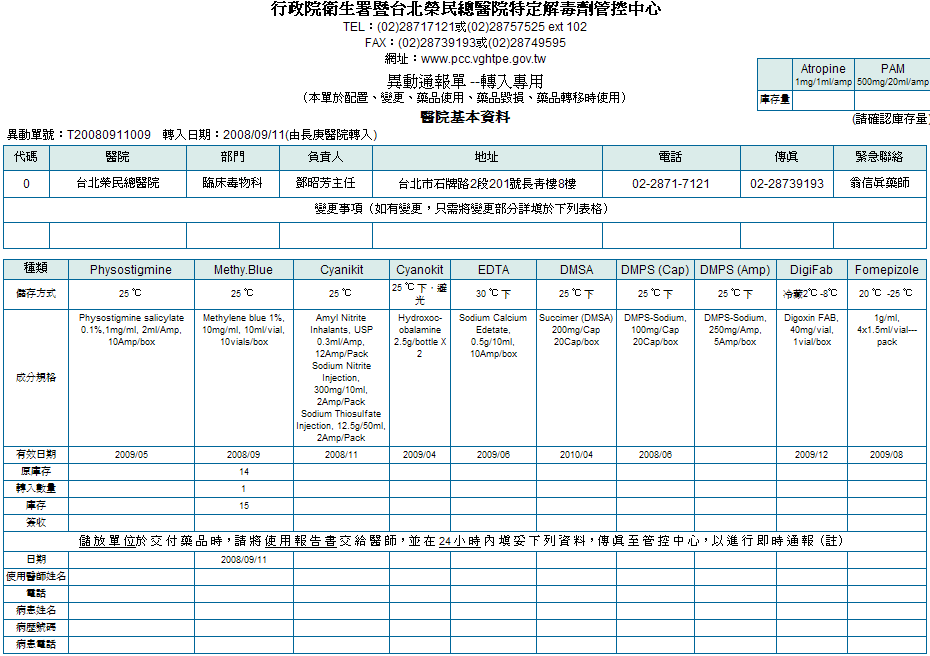 行政院衛生署暨台北榮民總醫院特定解毒劑管控中心
TEL：(02)28717121或(02)28757525 ext 102
FAX：(02)28739193或(02)28749595
網址：www.pcc.vghtpe.gov.tw
異動通報單 --轉入專用
（本單於配置、變更、藥品使用、藥品毀損、藥品轉移時使用）
醫院基本資料
Atropine 1mg/1ml/amp PAM 500mg/20ml/amp
庫存量
(請確認庫存量)
異動單號：T20080911009 轉入日期：2008/09/11(由長庚醫院轉入)
代碼 醫院 部門 負責人 地址 電話 傳真 緊急聯絡
0 台北榮民總醫院 臨床毒物科 鄧昭芳主任 台北市石牌路2段201號長青樓8樓 02-2871-7121 02-28739193 翁信兵藥師
變更事項（如有變更，只需將變更部分詳填於下列表格）
種類 Physostigmine Methy.Blue Cyanikit Cyanokit EDTA DMSA DMPS (Cap) DMPS (Amp) DigiFab Fomepizole
儲存方式 25 ℃ 25 ℃ 25 ℃ 25 ℃下，避光 30 ℃下 25 ℃下 25 ℃下 25 ℃下 冷藏2℃ -8℃ 20 ℃ -25 ℃
成分規格 Physostigmine salicylate 0.1%,1mg/ml, 2ml/Amp, 10Amp/box
Methylene blue 1%, 10mg/ml, 10ml/vial, 10vials/box
Amyl Nitrite Inhalants, USP 0.3ml/Amp, 12Amp/Pack Sodium Nitrite Injection, 300mg/10ml, 2Amp/Pack Sodium Thiosulfate Injection, 12.5g/50ml, 2Amp/Pack
Hydroxoc-obalamine 2.5g/bottle X 2
Sodium Calcium Edetate, 0.5g/10ml, 10Amp/box
Succimer (DMSA) 200mg/Cap 20Cap/box
DMPS-Sodium, 100mg/Cap 20Cap/box
DMPS-Sodium, 250mg/Amp, 5Amp/box
Digoxin FAB, 40mg/vial, 1vial/box
1g/ml, 4x1.5ml/vial---pack
有效日期 2009/05 2008/09 2008/11 2009/04 2009/06 2010/04 2008/06 2009/12 2009/08
原庫存 14
轉入數量 1
庫存 15
簽收
儲放單位於交付藥品時，請將使用報告書交給醫師，並在24小時內填妥下列資料，傳真至管控中心，以進行即時通報（註）
日期 2008/09/11
使用醫師姓名
電話
病患姓名
病歷號碼
病患電話